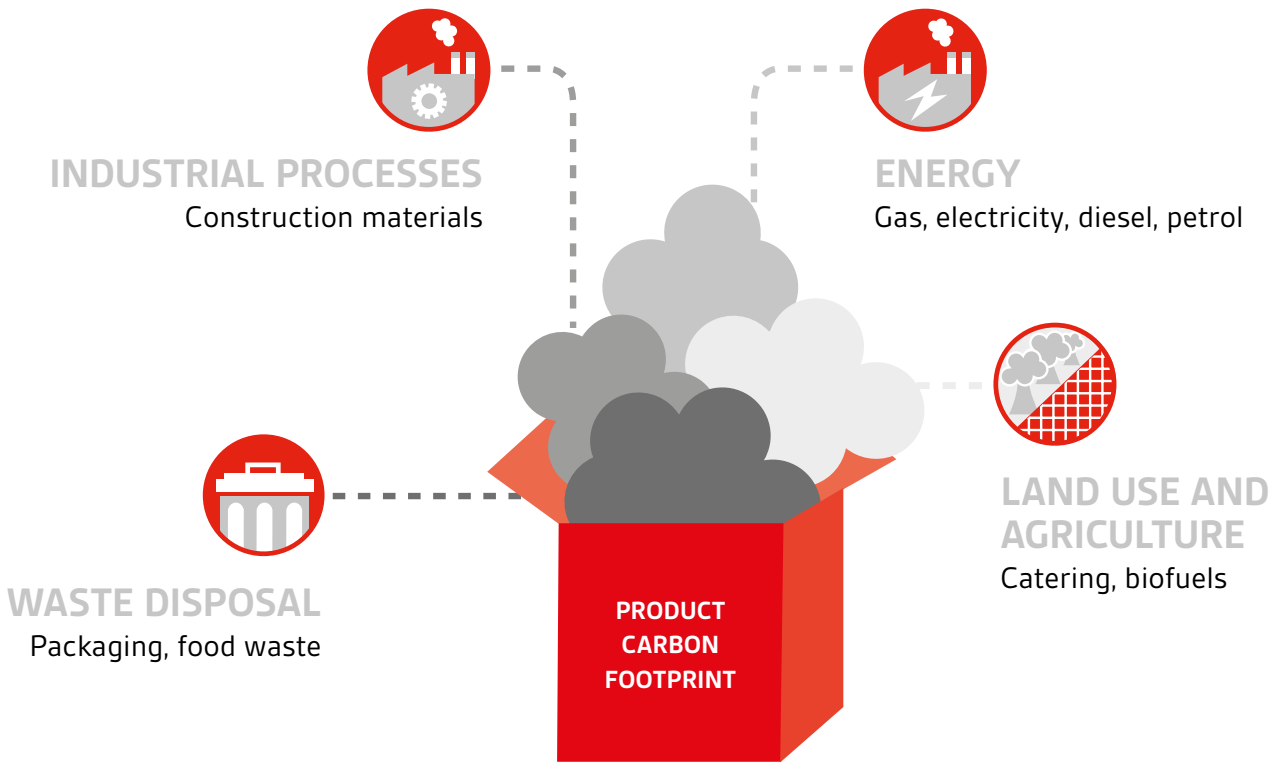 INDUSTRIAL PROCESSES
Construction materials
ENERGY
Gas, electricity, diesel, petrol
LAND USE AND
AGRICULTURE
Catering, biofuels
WASTE DISPOSAL
Packaging, food waste
PRODUCT
CARBON
FOOTPRINT